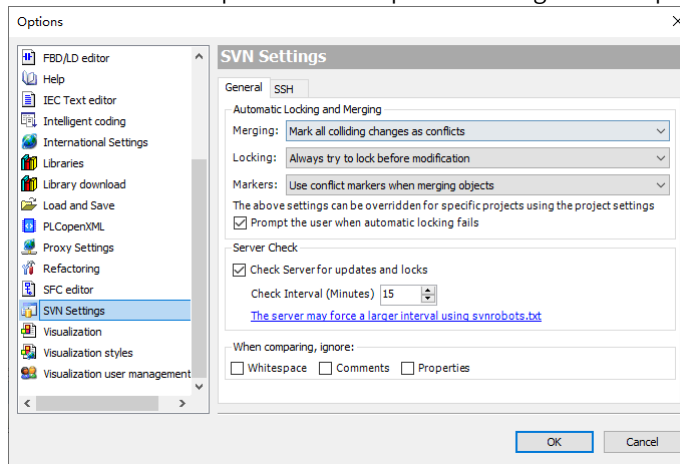 Options
FBD/LD editor
Help
IEC Text editor
Intelligent coding
International Settings
Libraries
Library download
Load and Save
PLCopenXML
Proxy Settings
Refactoring
SFC editor
SVN Settings
Visualization
Visualization styles
Visualization user management
SVN Settings
General SSH
Automatic Locking and Merging
Merging: Mark all colliding changes as conflicts
Locking: Always try to lock before modification
Markers: Use conflict markers when merging objects
The above settings can be overridden for specific projects using the project settings
Prompt the user when automatic locking fails
Server Check
Check Server for updates and locks
Check Interval (Minutes) 15
The server may force a larger interval using svnrobots.txt
When comparing, ignore:
Whitespace Comments Properties
OK Cancel